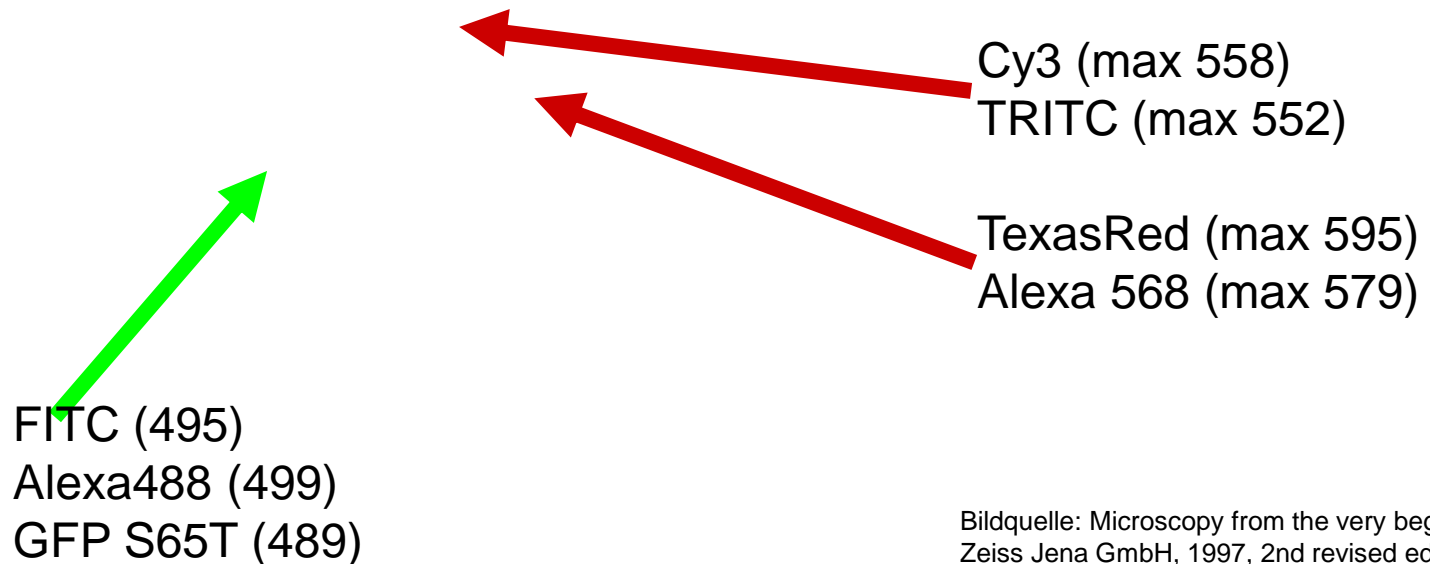 Cy3 (max 558)
TRITC (max 552)
TexasRed (max 595)
Alexa 568 (max 579)
FITC (495)
Alexa488 (499)
GFP S65T (489)
Bildquelle: Microscopy from the very beg
Zeiss Jena GmbH, 1997, 2nd revised ed